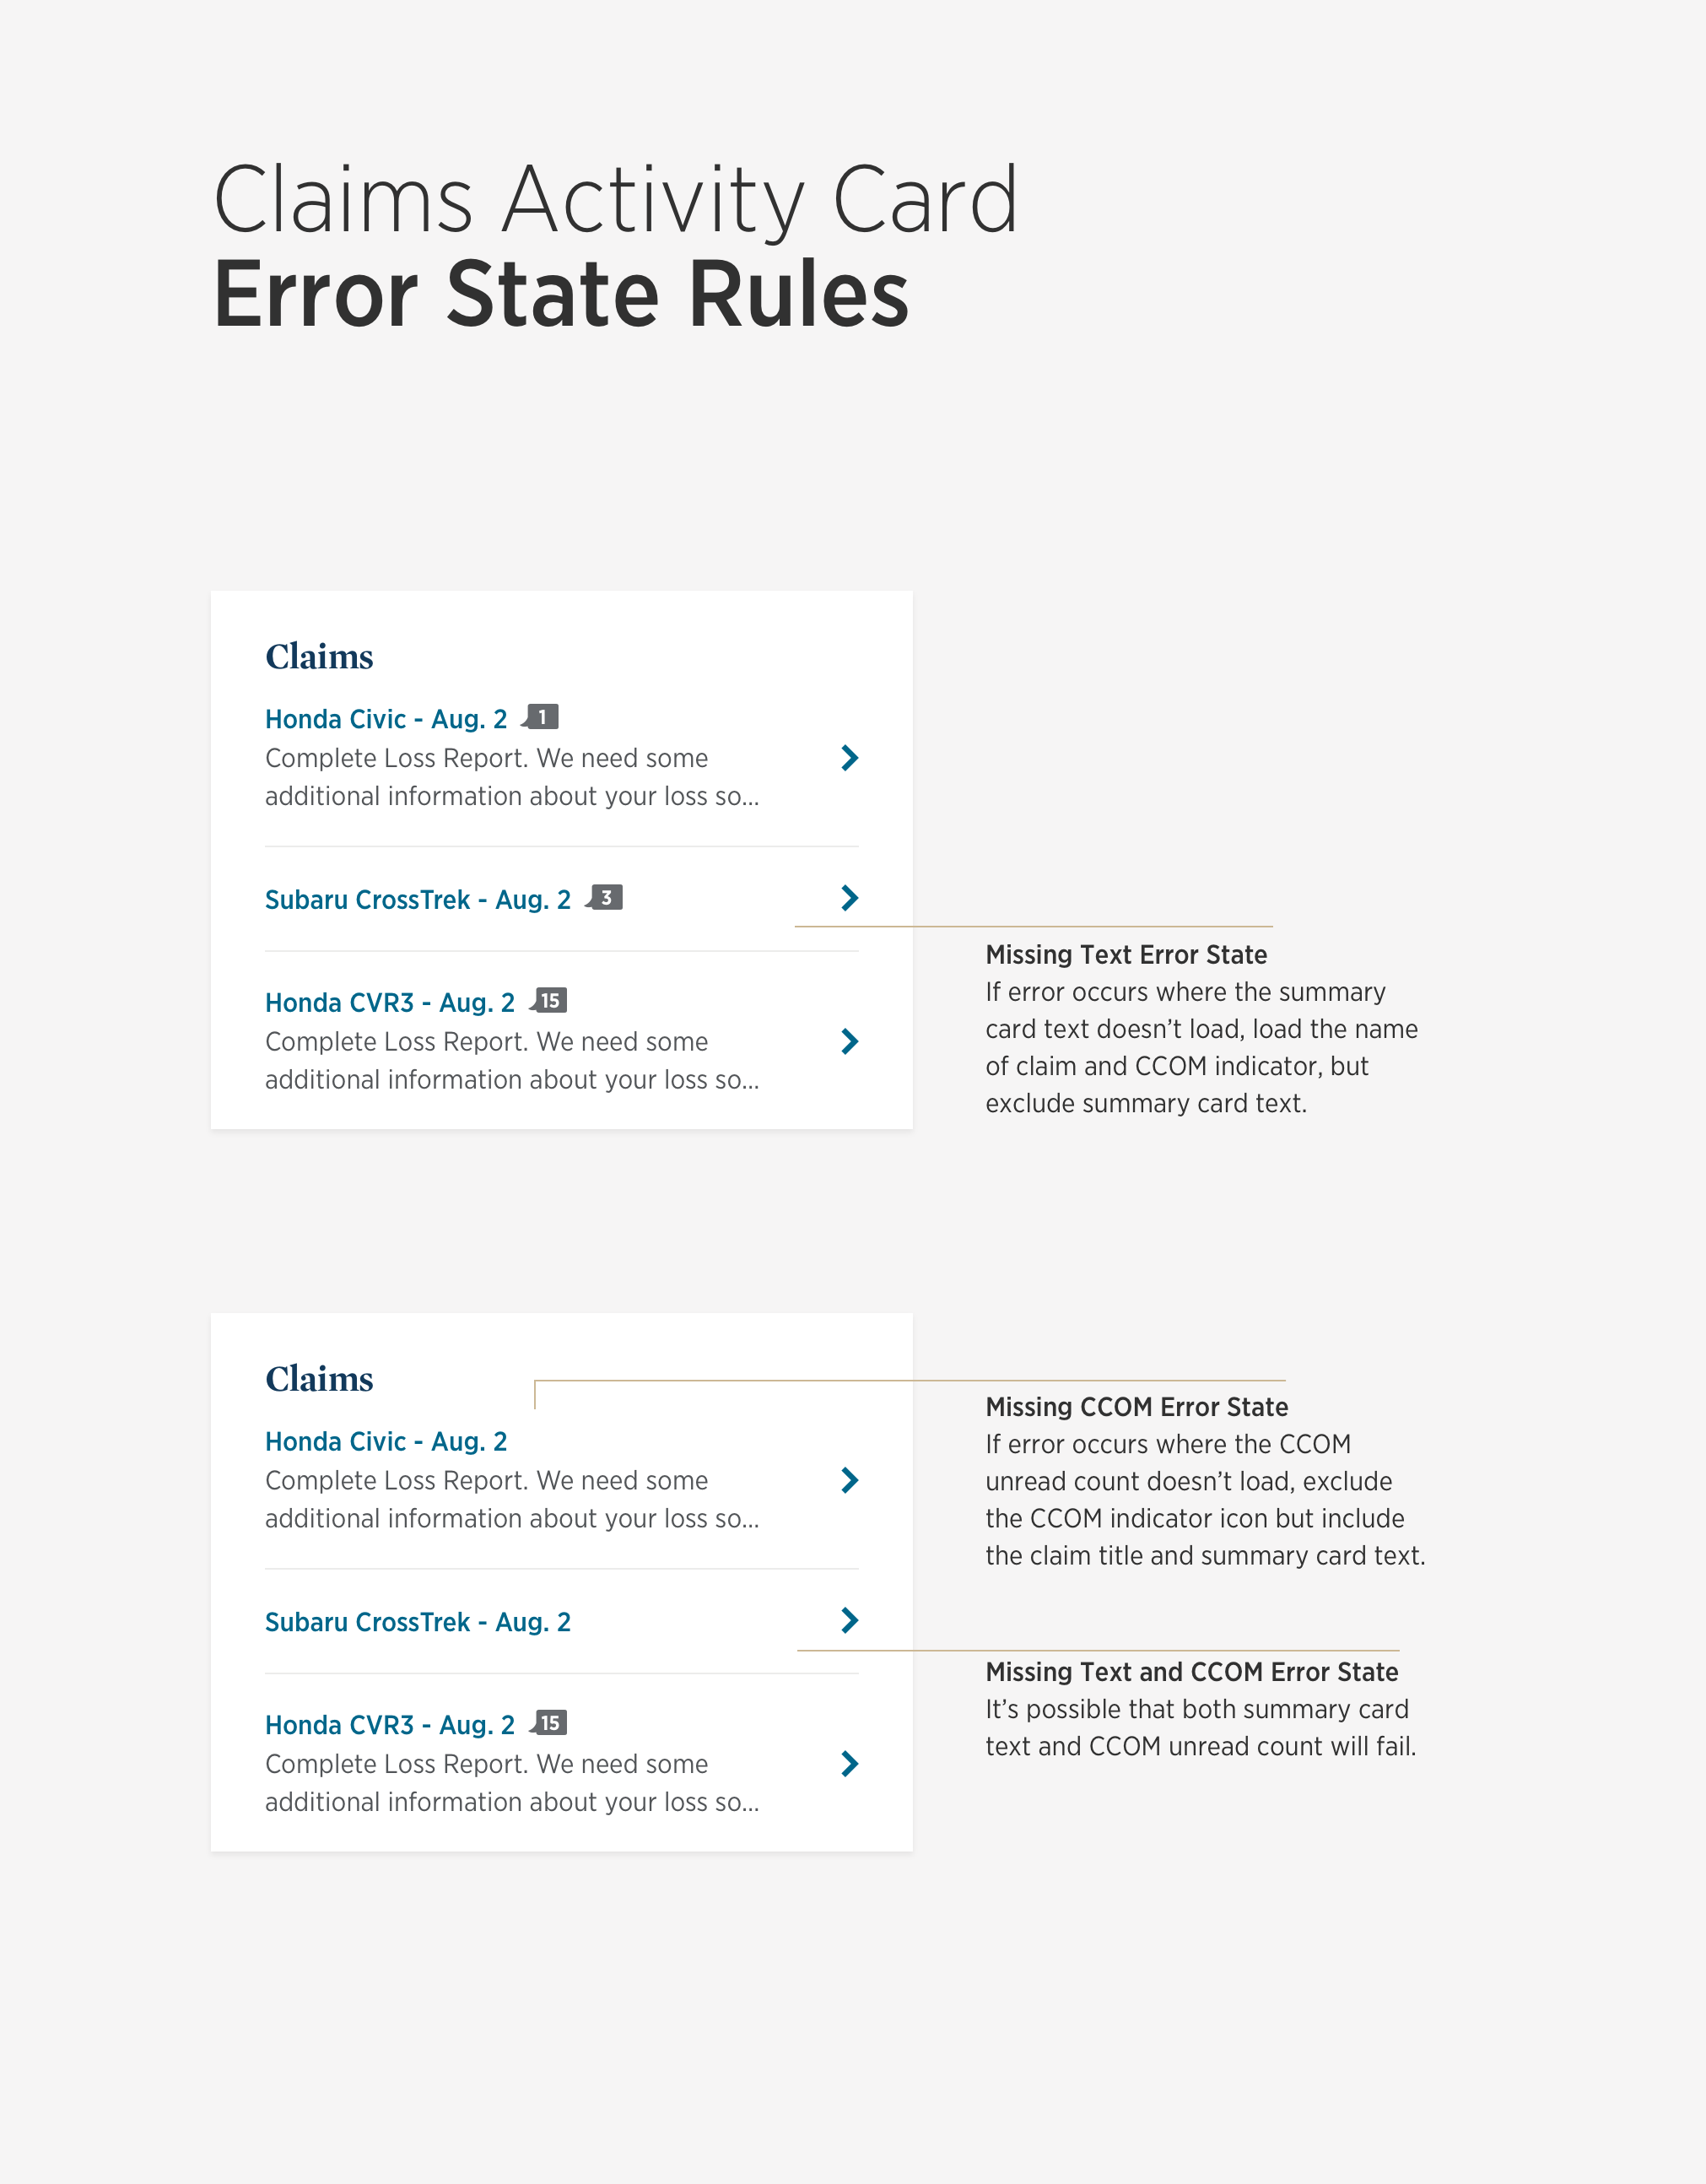 Claims Activity Card
Error State Rules
Claims
Honda Civic - Aug. 2 1
Complete Loss Report. We need some
additional information about your loss so...
Subaru CrossTrek - Aug. 2 3
Honda CVR3 - Aug. 2 15
Complete Loss Report. We need some
additional information about your loss so...
Missing Text Error State
If error occurs where the summary
card text doesn’t load, load the name
of claim and CCOM indicator, but
exclude summary card text.
Claims
Honda Civic - Aug. 2
Complete Loss Report. We need some
additional information about your loss so...
Subaru CrossTrek - Aug. 2
Honda CVR3 - Aug. 2 15
Complete Loss Report. We need some
additional information about your loss so...
Missing CCOM Error State
If error occurs where the CCOM
unread count doesn’t load, exclude
the CCOM indicator icon but include
the claim title and summary card text.
Missing Text and CCOM Error State
It’s possible that both summary card
text and CCOM unread count will fail.